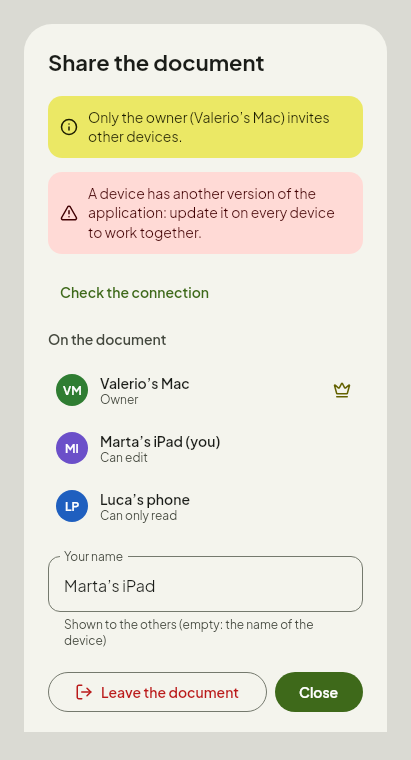 Share the document
Only the owner (Valerio’s Mac) invites
other devices.
A device has another version of the
application: update it on every device
to work together.
Check the connection
On the document
VM
Valerio’s Mac
Owner
MI
Marta’s iPad (you)
Can edit
LP
Luca’s phone
Can only read
Your name
Marta’s iPad
Shown to the others (empty: the name of the
device)
Leave the document
Close